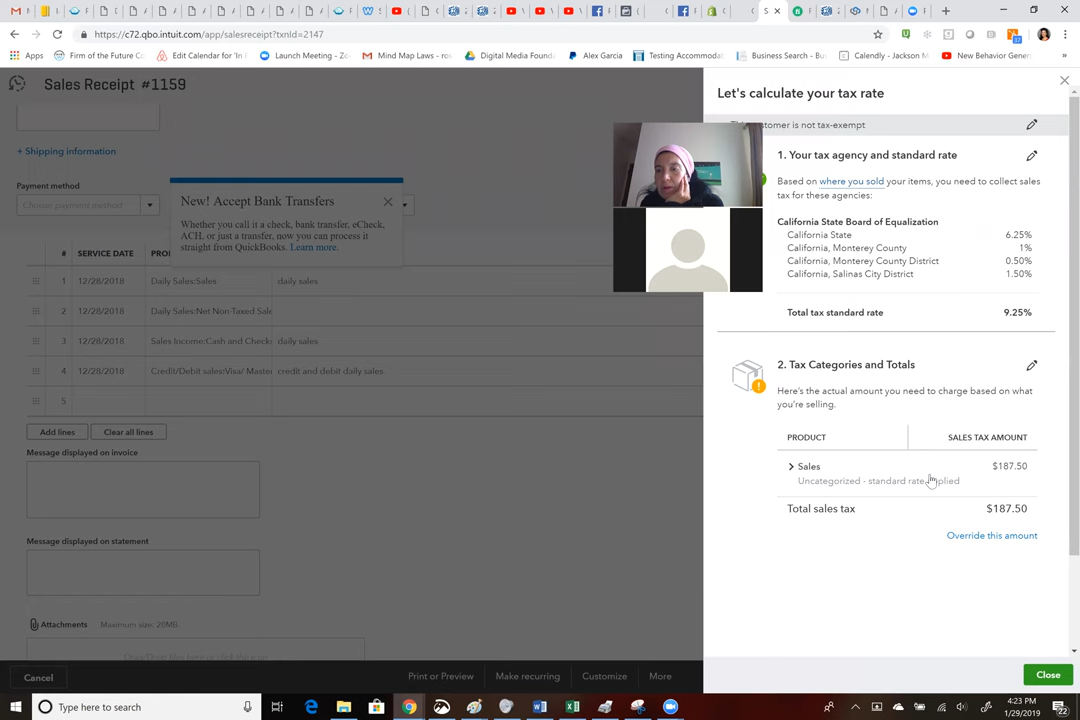 https://c72.qbo.intuit.com/app/salesreceipt?txnId=2147
Apps
Firm of the Future Co
Edit Calendar for 'In
Launch Meeting - Ze
Mind Map Laws - ros
Digital Media Found
Alex Garcia
Testing Accommodat
Business Search - Bu
Calendly - Jackson M
New Behavior Gener
Sales Receipt #1159
+ Shipping information
Payment method
Choose payment method
New! Accept Bank Transfers
Whether you call it a check, bank transfer, eCheck,
ACH, or just a transfer, now you can process it
straight from QuickBooks. Learn more.
# SERVICE DATE
1 12/28/2018 Daily Sales:Sales daily sales
2 12/28/2018 Daily Sales:Net Non-Taxed Sale
3 12/28/2018 Sales Income:Cash and Checks daily sales
4 12/28/2018 Credit/Debit sales:Visa/ Master credit and debit daily sales
5
Add lines
Clear all lines
Message displayed on invoice
Message displayed on statement
Attachments Maximum size: 20MB
Cancel
Print or Preview
Make recurring
Customize
More
Let's calculate your tax rate
customer is not tax-exempt
1. Your tax agency and standard rate
Based on where you sold your items, you need to collect sales
tax for these agencies:
California State Board of Equalization
California State 6.25%
California, Monterey County 1%
California, Monterey County District 0.50%
California, Salinas City District 1.50%
Total tax standard rate 9.25%
2. Tax Categories and Totals
Here's the actual amount you need to charge based on what
you're selling.
PRODUCT SALES TAX AMOUNT
Sales $187.50
Uncategorized - standard rate applied
Total sales tax $187.50
Override this amount
Close
Type here to search
4:23 PM
1/29/2019
22